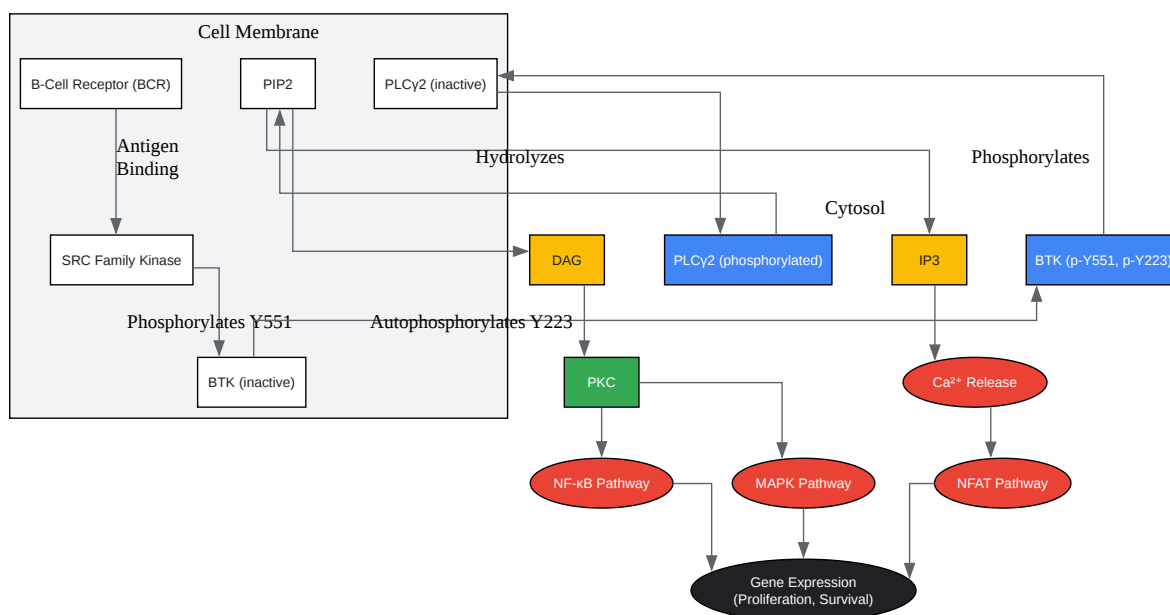 Cell Membrane
B-Cell Receptor (BCR)
PIP2
PLCγ2 (inactive)
Antigen
Binding
Hydrolyzes
Phosphorylates
Cytosol
SRC Family Kinase
DAG
PLCγ2 (phosphorylated)
IP3
BTK (p-Y551, p-Y223)
Phosphorylates Y551
Autophosphorylates Y223
BTK (inactive)
PKC
Ca²⁺ Release
NF-κB Pathway
MAPK Pathway
NFAT Pathway
Gene Expression
(Proliferation, Survival)